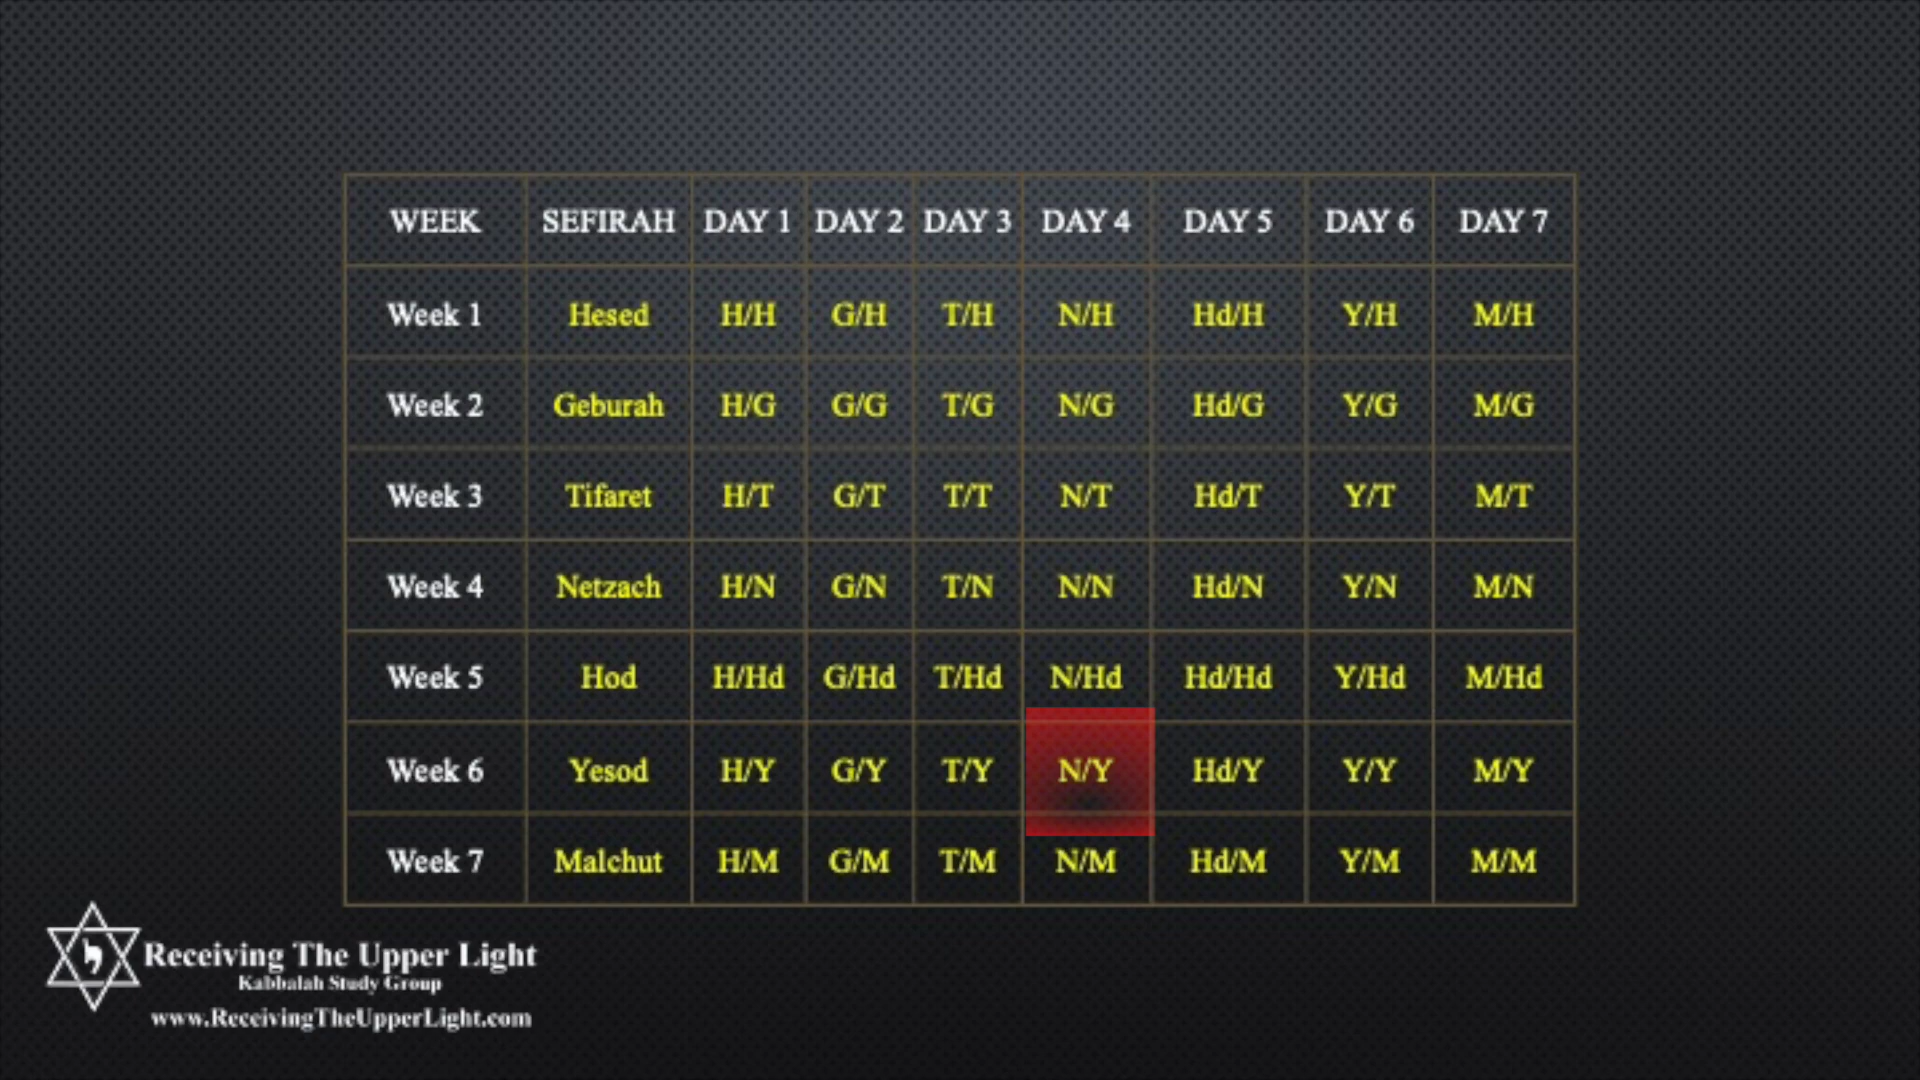 WEEK SEFIRAH DAY 1 DAY 2 DAY 3 DAY 4 DAY 5 DAY 6 DAY 7
Week 1 Hesed H/H G/H T/H N/H Hd/H Y/H M/H
Week 2 Geburah H/G G/G T/G N/G Hd/G Y/G M/G
Week 3 Tifaret H/T G/T T/T N/T Hd/T Y/T M/T
Week 4 Netzach H/N G/N T/N N/N Hd/N Y/N M/N
Week 5 Hod H/Hd G/Hd T/Hd N/Hd Hd/Hd Y/Hd M/Hd
Week 6 Yesod H/Y G/Y T/Y N/Y Hd/Y Y/Y M/Y
Week 7 Malchut H/M G/M T/M N/M Hd/M Y/M M/M
י
Receiving The Upper Light
Kabbalah Study Group
www.ReceivingTheUpperLight.com